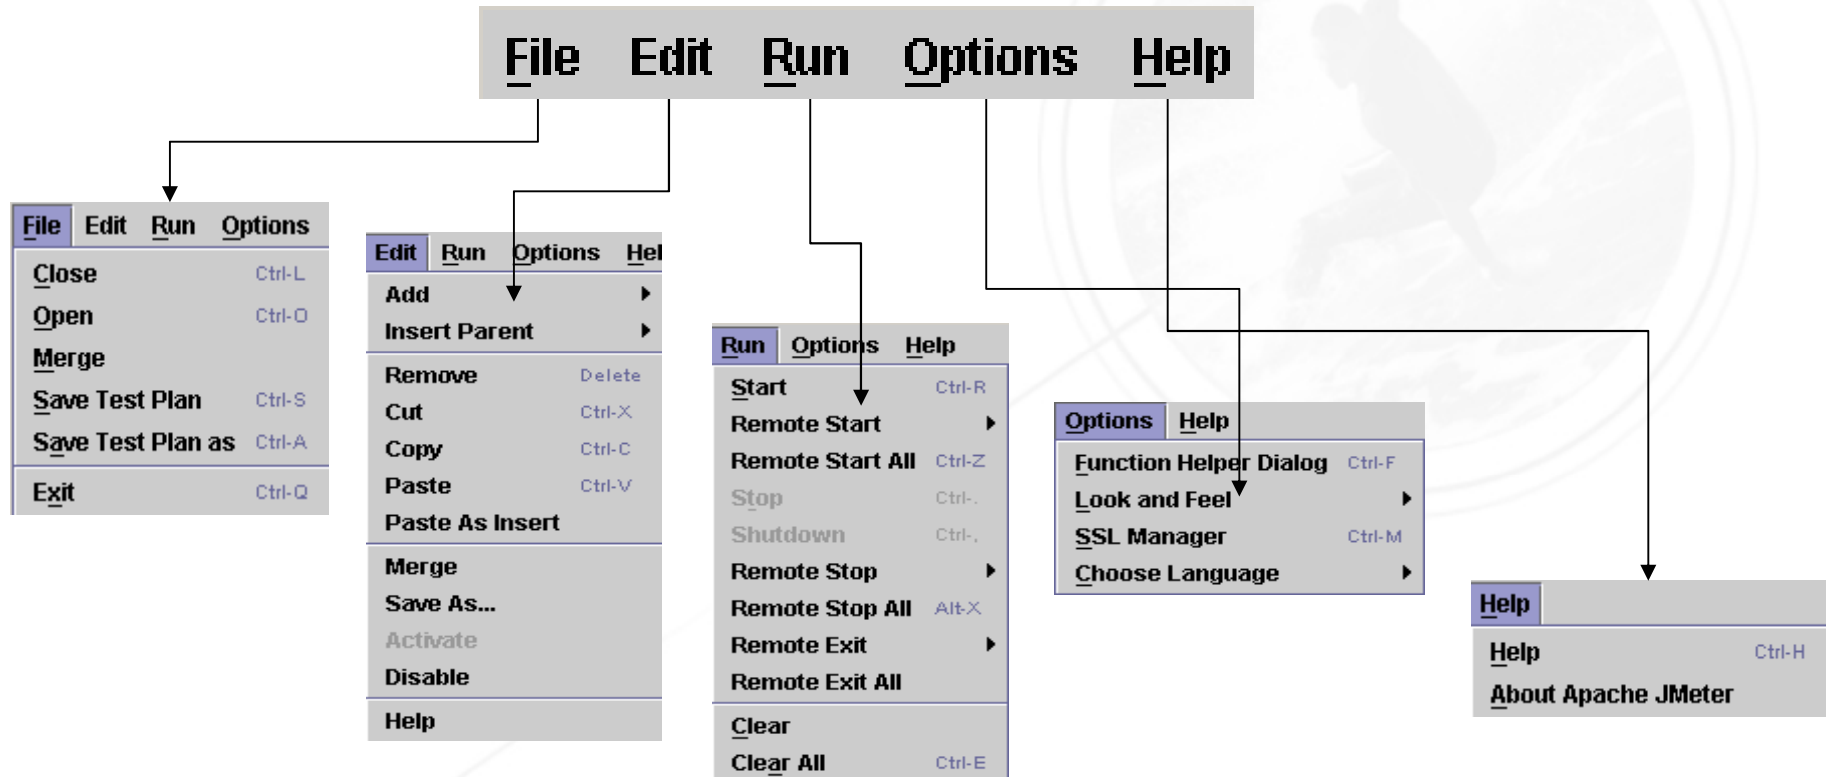 File Edit Run Options Help
File Edit Run Options
Close Ctrl-L
Open Ctrl-O
Merge
Save Test Plan Ctrl-S
Save Test Plan as Ctrl-A
Exit Ctrl-Q
Edit Run Options Hel
Add
Insert Parent
Remove Delete
Cut Ctrl-X
Copy Ctrl-C
Paste Ctrl-V
Paste As Insert
Merge
Save As...
Activate
Disable
Help
Run Options Help
Start Ctrl-R
Remote Start
Remote Start All Ctrl-Z
Stop Ctrl-.
Shutdown Ctrl-,
Remote Stop
Remote Stop All Alt-X
Remote Exit
Remote Exit All
Clear
Clear All Ctrl-E
Options Help
Function Helper Dialog Ctrl-F
Look and Feel
SSL Manager Ctrl-M
Choose Language
Help
Help Ctrl-H
About Apache JMeter